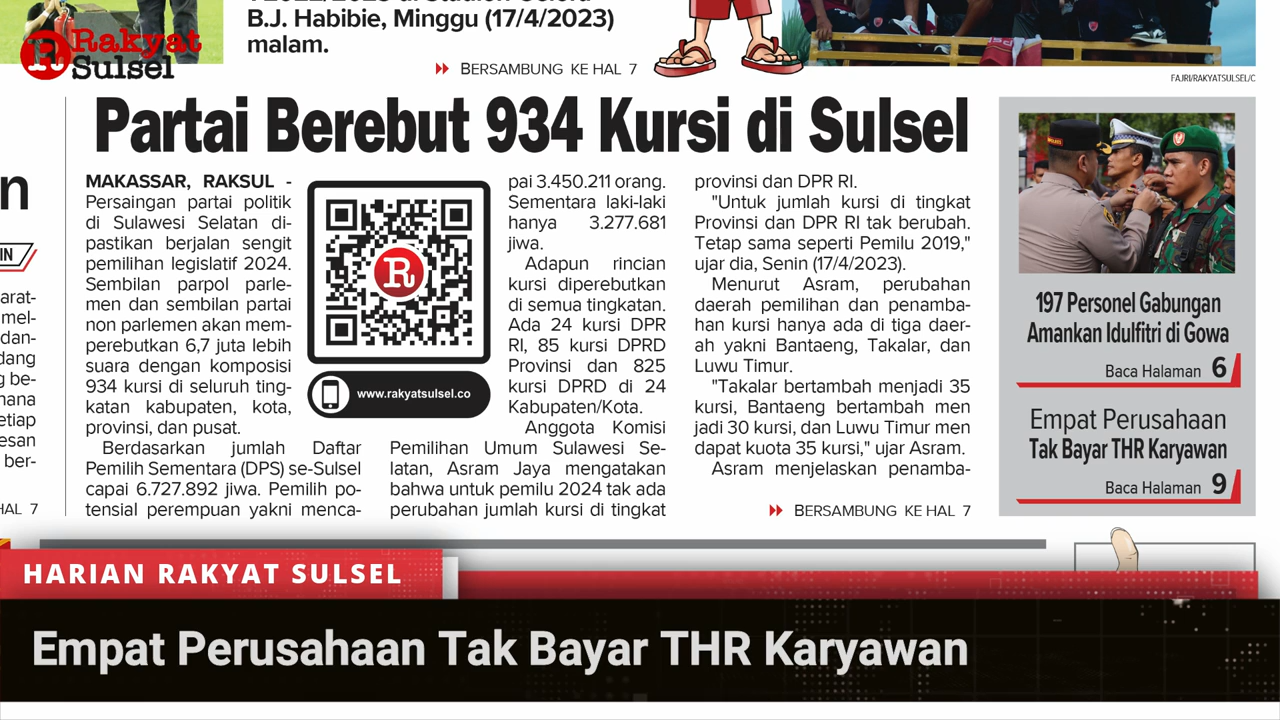 B.J. Habibie, Minggu (17/4/2023)
malam.
BERSAMBUNG KE HAL 7
Rakyat
Sulsel
FAJRI/RAKYATSULSEL/C
Partai Berebut 934 Kursi di Sulsel
MAKASSAR, RAKSUL -
Persaingan partai politik
di Sulawesi Selatan di-
pastikan berjalan sengit
pemilihan legislatif 2024.
Sembilan parpol parle-
men dan sembilan partai
non parlemen akan mem-
perebutkan 6,7 juta lebih
suara dengan komposisi
934 kursi di seluruh ting-
katan kabupaten, kota,
provinsi, dan pusat.
Berdasarkan jumlah Daftar
Pemilih Sementara (DPS) se-Sulsel
capai 6.727.892 jiwa. Pemilih po-
tensial perempuan yakni menca-
R
www.rakyatsulsel.co
pai 3.450.211 orang.
Sementara laki-laki
hanya 3.277.681
jiwa.
Adapun rincian
kursi diperebutkan
di semua tingkatan.
Ada 24 kursi DPR
RI, 85 kursi DPRD
Provinsi dan 825
kursi DPRD di 24
Kabupaten/Kota.
Anggota Komisi
Pemilihan Umum Sulawesi Se-
latan, Asram Jaya mengatakan
bahwa untuk pemilu 2024 tak ada
perubahan jumlah kursi di tingkat
provinsi dan DPR RI.
"Untuk jumlah kursi di tingkat
Provinsi dan DPR RI tak berubah.
Tetap sama seperti Pemilu 2019,"
ujar dia, Senin (17/4/2023).
Menurut Asram, perubahan
daerah pemilihan dan penamba-
han kursi hanya ada di tiga daer-
ah yakni Bantaeng, Takalar, dan
Luwu Timur.
"Takalar bertambah menjadi 35
kursi, Bantaeng bertambah men
jadi 30 kursi, dan Luwu Timur men
dapat kuota 35 kursi," ujar Asram.
Asram menjelaskan penamba-
BERSAMBUNG KE HAL 7
197 Personel Gabungan
Amankan Idulfitri di Gowa
Baca Halaman 6
Empat Perusahaan
Tak Bayar THR Karyawan
Baca Halaman 9
HAL 7
HARIAN RAKYAT SULSEL
Empat Perusahaan Tak Bayar THR Karyawan